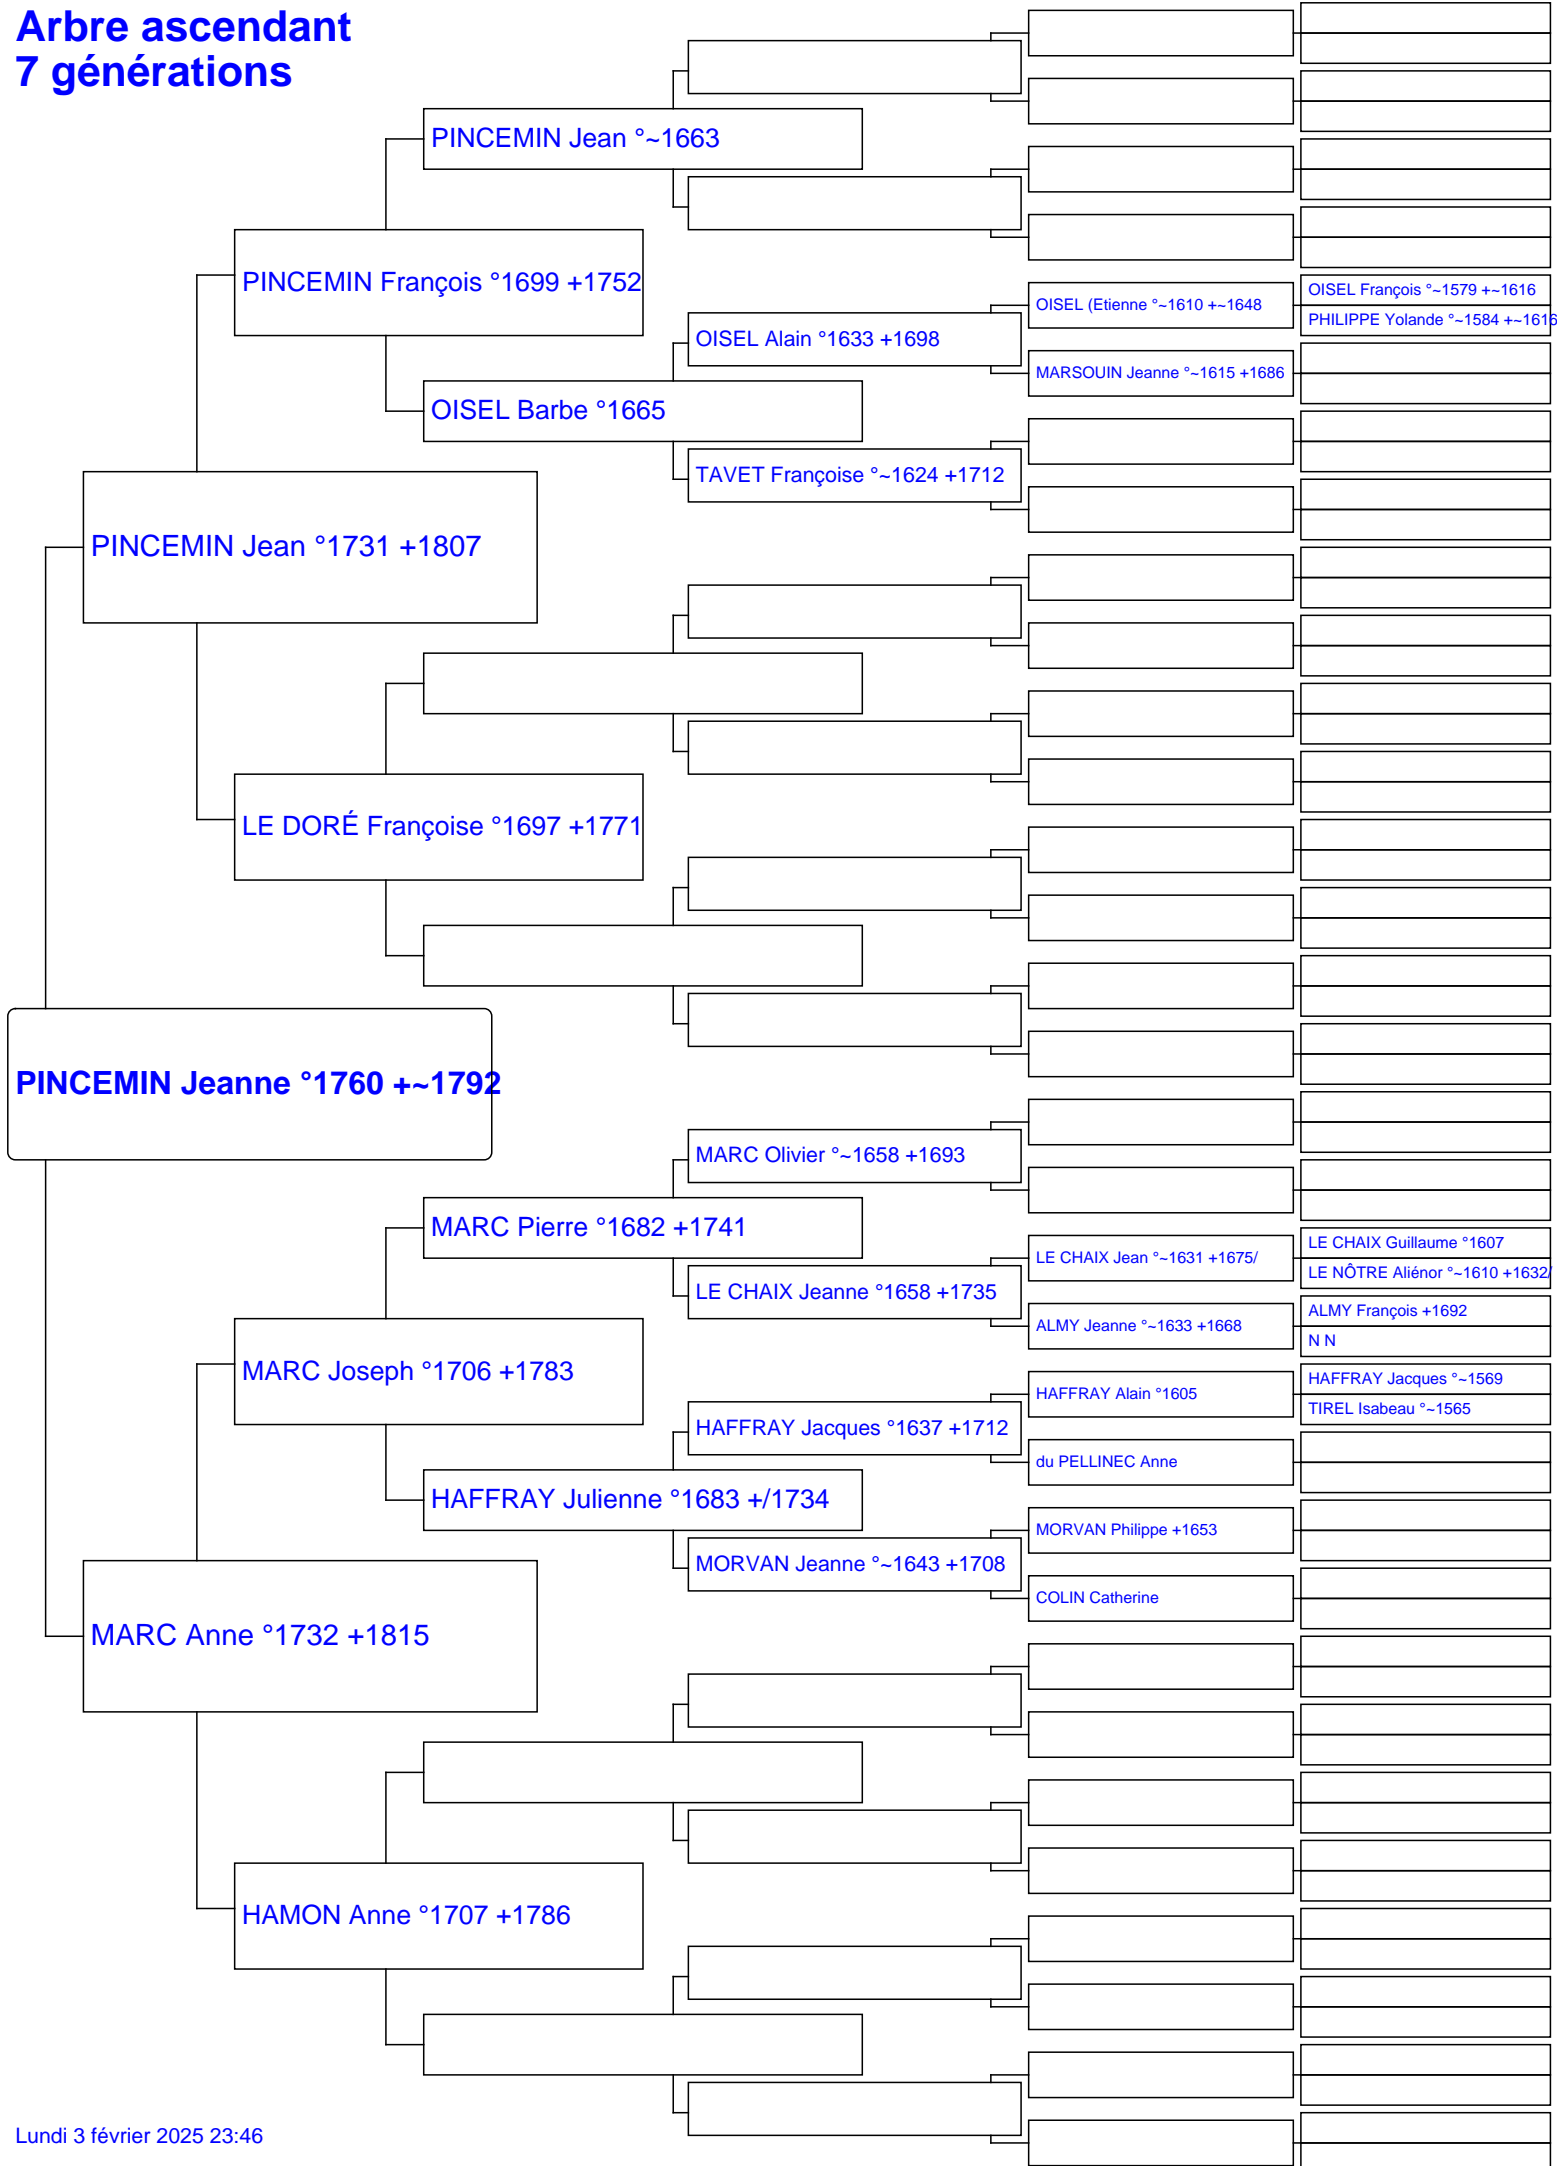 Arbre ascendant
7 générations
PINCEMIN Jean °~1663
PINCEMIN François °1699 +1752
OISEL (Etienne °~1610 +~1648
OISEL François °~1579 +~1616
PHILIPPE Yolande °~1584 +~1616
OISEL Alain °1633 +1698
MARSOUIN Jeanne °~1615 +1686
OISEL Barbe °1665
TAVET Françoise °~1624 +1712
PINCEMIN Jean °1731 +1807
LE DORÉ Françoise °1697 +1771
PINCEMIN Jeanne °1760 +~1792
MARC Olivier °~1658 +1693
MARC Pierre °1682 +1741
LE CHAIX Jean °~1631 +1675/
LE CHAIX Guillaume °1607
LE NÔTRE Aliénor °~1610 +1632/
LE CHAIX Jeanne °1658 +1735
ALMY Jeanne °~1633 +1668
ALMY François +1692
N N
MARC Joseph °1706 +1783
HAFFRAY Alain °1605
HAFFRAY Jacques °~1569
TIREL Isabeau °~1565
HAFFRAY Jacques °1637 +1712
du PELLINEC Anne
HAFFRAY Julienne °1683 +/1734
MORVAN Philippe +1653
MORVAN Jeanne °~1643 +1708
COLIN Catherine
MARC Anne °1732 +1815
HAMON Anne °1707 +1786
Lundi 3 février 2025 23:46